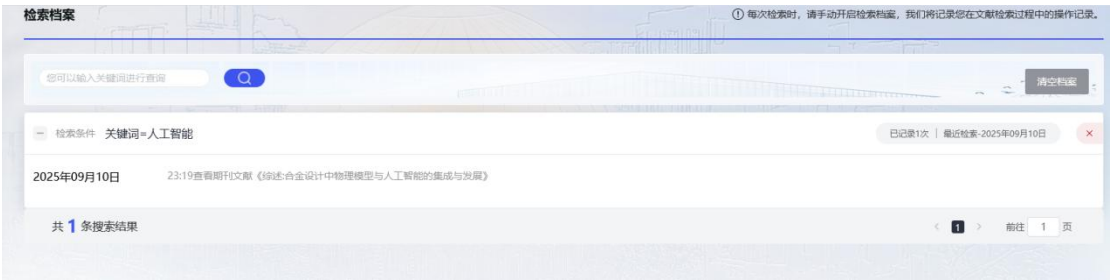 检索档案
每次检索时，请手动开启检索档案，我们将记录您在文献检索过程中的操作记录。
您可以输入关键词进行查询
清空档案
检索条件 关键词=人工智能
已记录1次 | 最近检索-2025年09月10日
2025年09月10日 23:19查看期刊文献《综述:合金设计中物理模型与人工智能的集成与发展》
共 1 条搜索结果
1 前往 1 页